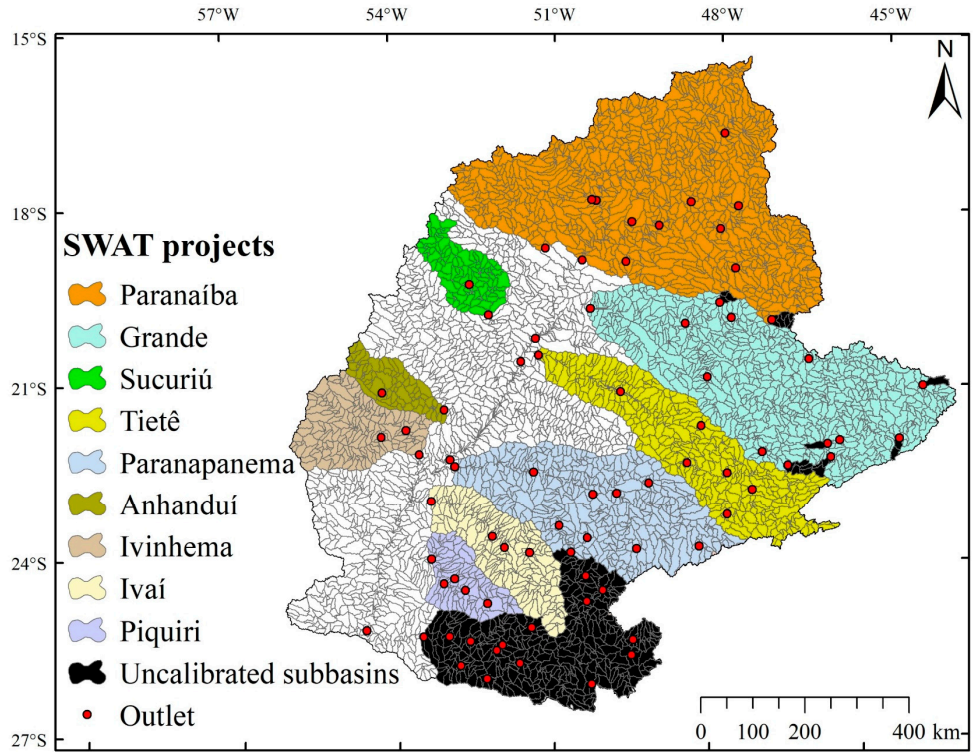 57°W 54°W 51°W 48°W 45°W
15°S
N
18°S
SWAT projects
Paranaíba
Grande
Sucuriú
21°S
Tietê
Paranapanema
Anhanduí
Ivinhema
24°S
Ivaí
Piquiri
Uncalibrated subbasins
Outlet
0 100 200 400 km
27°S